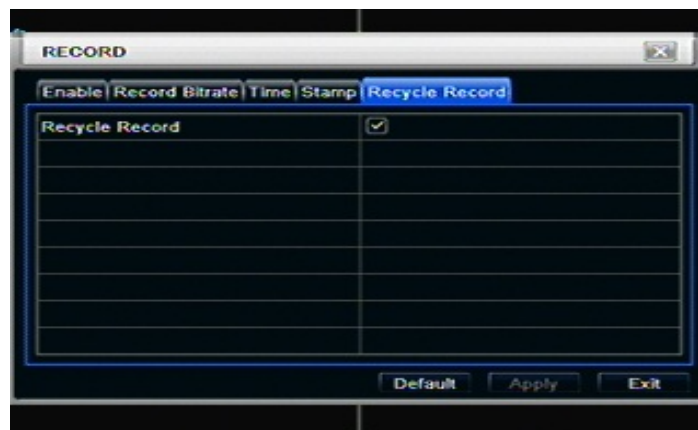 RECORD
Enable Record Bitrate Time Stamp Recycle Record
Recycle Record
Default Apply Exit